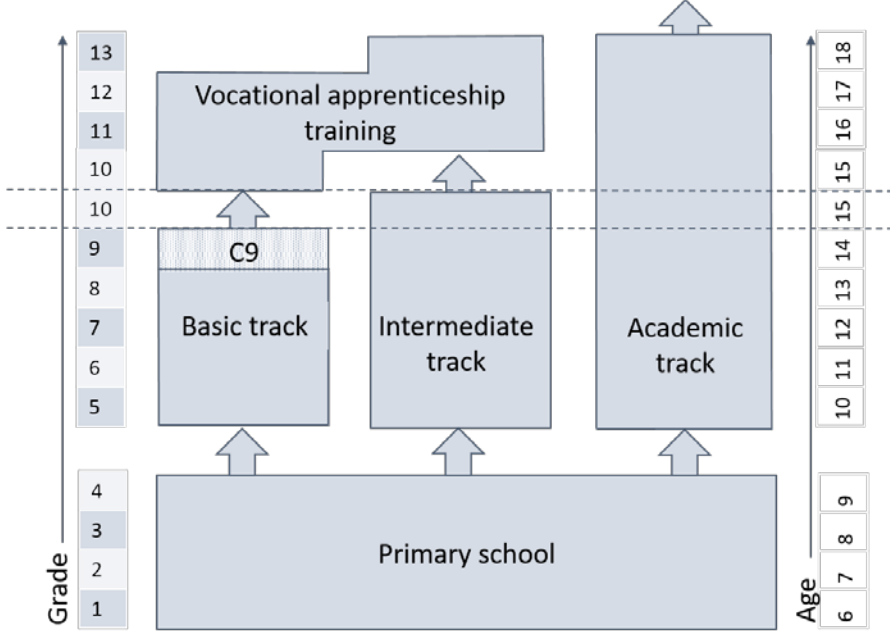 13
12
11
10
10
9
8
7
6
5
4
3
2
1
Grade
Vocational apprenticeship
training
C9
Basic track
Intermediate
track
Academic
track
Primary school
18
17
16
15
15
14
13
12
11
10
9
8
7
6
Age